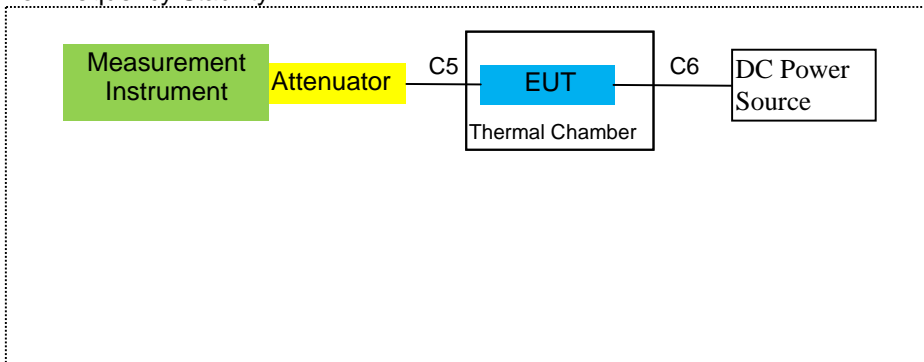 Measurement
Instrument
Attenuator
C5
EUT
Thermal Chamber
C6
DC Power
Source